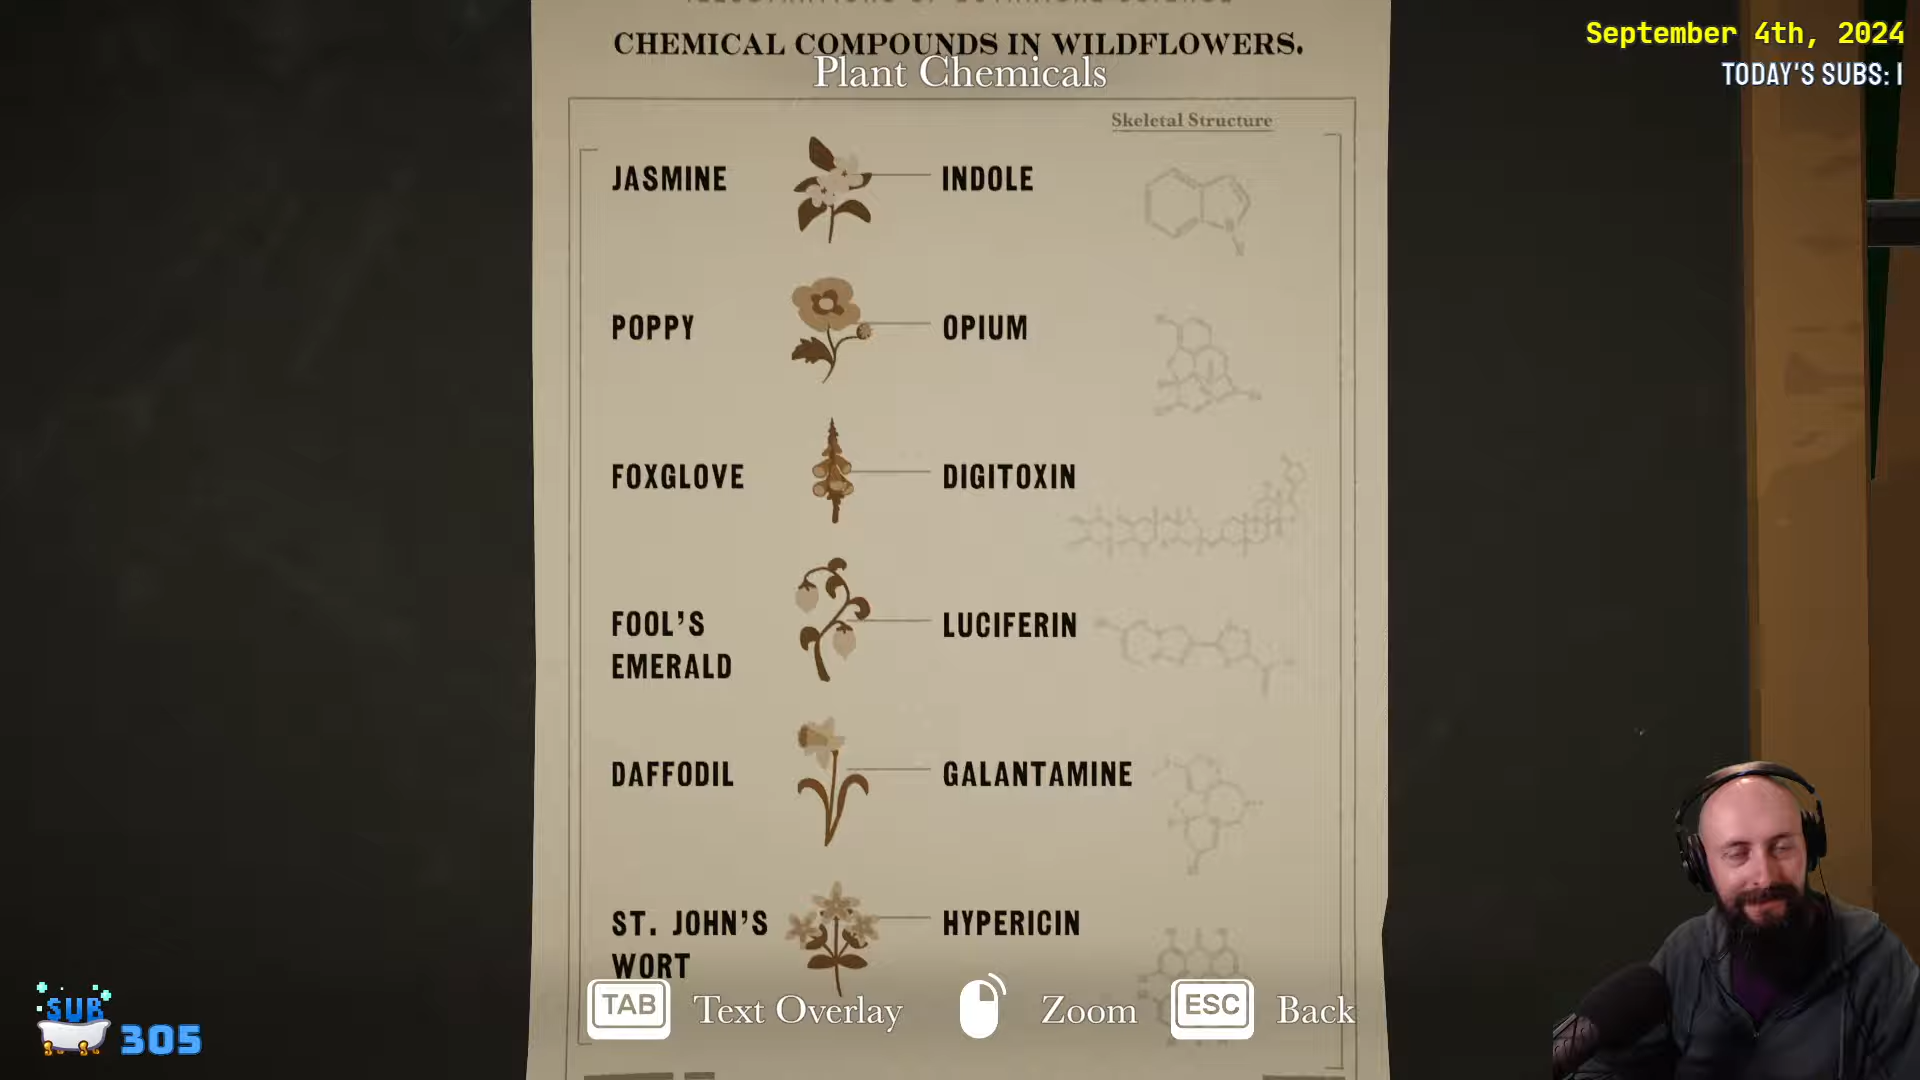 CHEMICAL COMPOUNDS IN WILDFLOWERS.
Plant Chemicals
September 4th, 2024
TODAY'S SUBS: 1
Skeletal Structure
JASMINE INDOLE
POPPY OPIUM
FOXGLOVE DIGITOXIN
FOOL'S
EMERALD
LUCIFERIN
DAFFODIL GALANTAMINE
ST. JOHN'S
WORT
HYPERICIN
TAB Text Overlay Zoom ESC Back
SUB 305